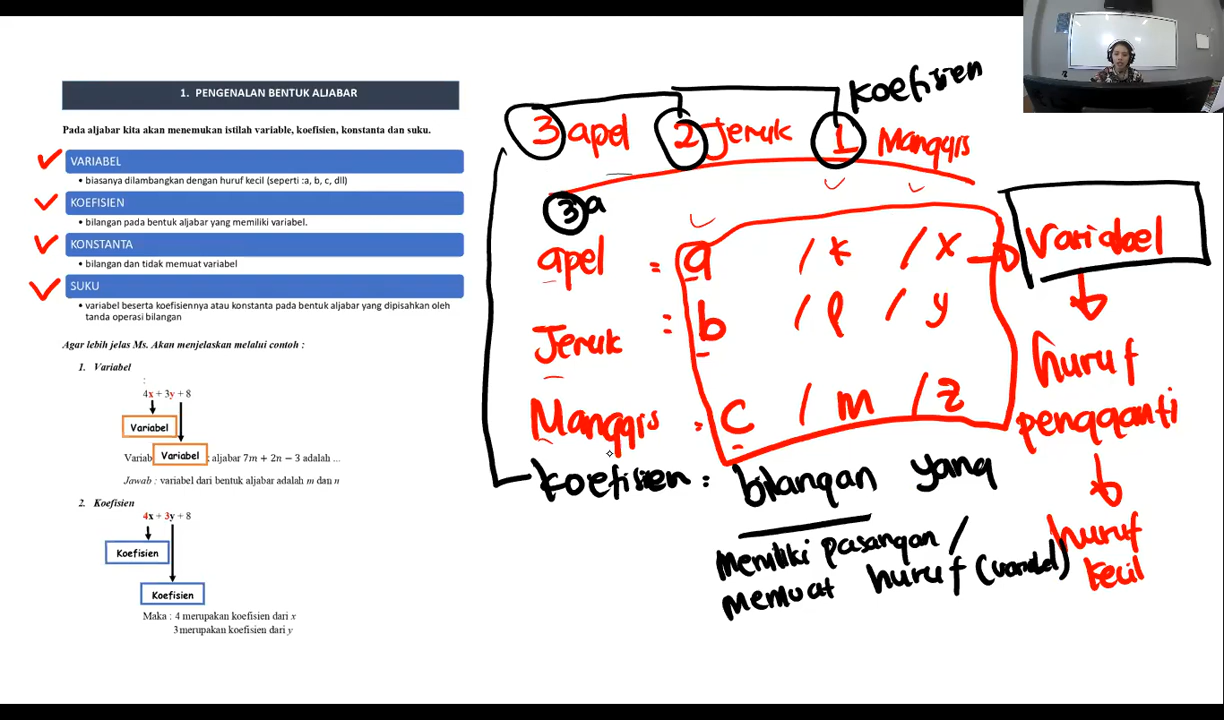 1. PENGENALAN BENTUK ALJABAR
Pada aljabar kita akan menemukan istilah variable, koefisien, konstanta dan suku.
VARIABEL
• biasanya dilambangkan dengan huruf kecil (seperti :a, b, c, dll)
KOEFISIEN
• bilangan pada bentuk aljabar yang memiliki variabel.
KONSTANTA
• bilangan dan tidak memuat variabel
SUKU
• variabel beserta koefisiennya atau konstanta pada bentuk aljabar yang dipisahkan oleh
tanda operasi bilangan
Agar lebih jelas Ms. Akan menjelaskan melalui contoh :
1. Variabel
:
4x + 3y + 8
Variabel
Variabel
Variab : aljabar 7m + 2n − 3 adalah ...
Jawab : variabel dari bentuk aljabar adalah m dan n
2. Koefisien
4x + 3y + 8
Koefisien
Koefisien
Maka : 4 merupakan koefisien dari x
3 merupakan koefisien dari y
koefisien
3 apel 2 Jeruk 1 Manggis
3a
apel = a / k / x
Jeruk = b / p / y
Manggis = c / m / z
Variabel
huruf
pengganti
huruf
kecil
koefisien : bilangan yang
memiliki pasangan /
memuat huruf (variabel)